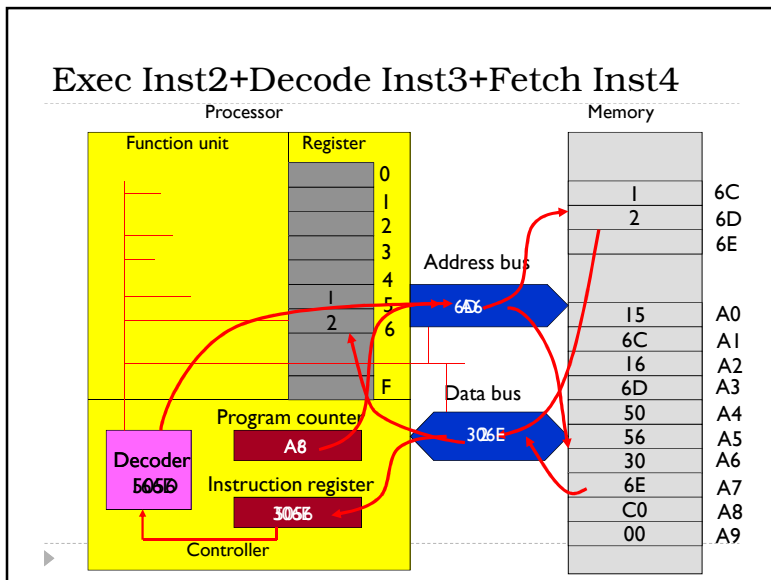 Exec Inst2+Decode Inst3+Fetch Inst4
Processor
Memory
Function unit
Register
0
1
2
3
4
5
6
F
1
2
Address bus
Data bus
Program counter
Decoder
Instruction register
306E
Controller
1
2
15
6C
16
6D
50
56
30
6E
C0
00
6C
6D
6E
A0
A1
A2
A3
A4
A5
A6
A7
A8
A9